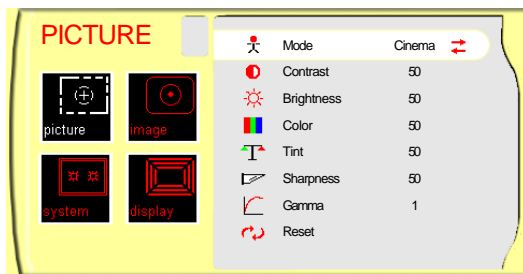 PICTURE
picture
image
system
display
Mode Cinema
Contrast 50
Brightness 50
Color 50
Tint 50
Sharpness 50
Gamma 1
Reset